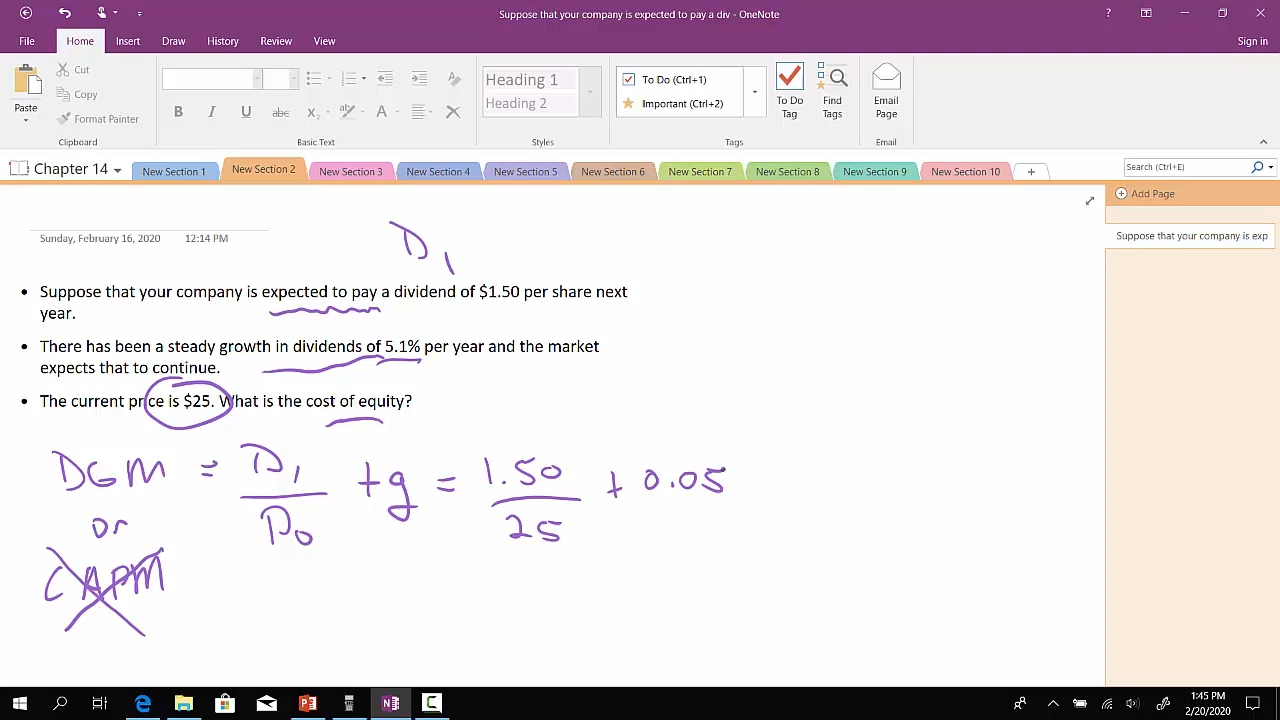 Suppose that your company is expected to pay a div - OneNote
?
File Home Insert Draw History Review View
Sign in
Paste
Cut
Copy
Format Painter
B I U abc X₂ A
Heading 1
Heading 2
To Do (Ctrl+1)
Important (Ctrl+2)
To Do Tag
Find Tags
Email Page
Clipboard Basic Text Styles Tags Email
Chapter 14 New Section 1 New Section 2 New Section 3 New Section 4 New Section 5 New Section 6 New Section 7 New Section 8 New Section 9 New Section 10 +
Search (Ctrl+E)
Add Page
Suppose that your company is exp
Sunday, February 16, 2020 12:14 PM
D1
• Suppose that your company is expected to pay a dividend of $1.50 per share next
year.
• There has been a steady growth in dividends of 5.1% per year and the market
expects that to continue.
• The current price is $25. What is the cost of equity?
DGM = D1/P0 + g = 1.50/25 + 0.05
or
CAPM
1:45 PM
2/20/2020